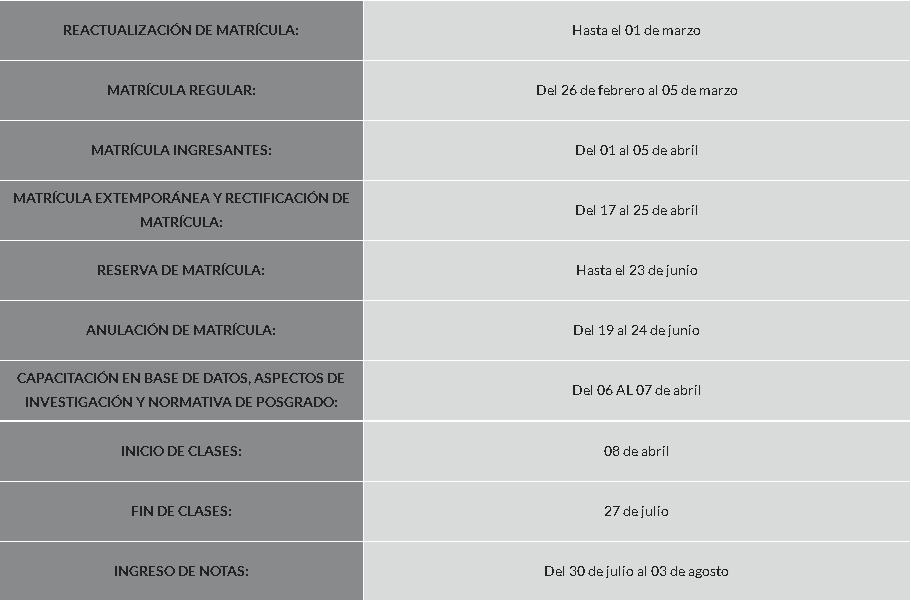 REACTUALIZACIÓN DE MATRÍCULA:
Hasta el 01 de marzo
MATRÍCULA REGULAR:
Del 26 de febrero al 05 de marzo
MATRÍCULA INGRESANTES:
Del 01 al 05 de abril
MATRÍCULA EXTEMPORÁNEA Y RECTIFICACIÓN DE
MATRÍCULA:
Del 17 al 25 de abril
RESERVA DE MATRÍCULA:
Hasta el 23 de junio
ANULACIÓN DE MATRÍCULA:
Del 19 al 24 de junio
CAPACITACIÓN EN BASE DE DATOS, ASPECTOS DE
INVESTIGACIÓN Y NORMATIVA DE POSGRADO:
Del 06 AL 07 de abril
INICIO DE CLASES:
08 de abril
FIN DE CLASES:
27 de julio
INGRESO DE NOTAS:
Del 30 de julio al 03 de agosto